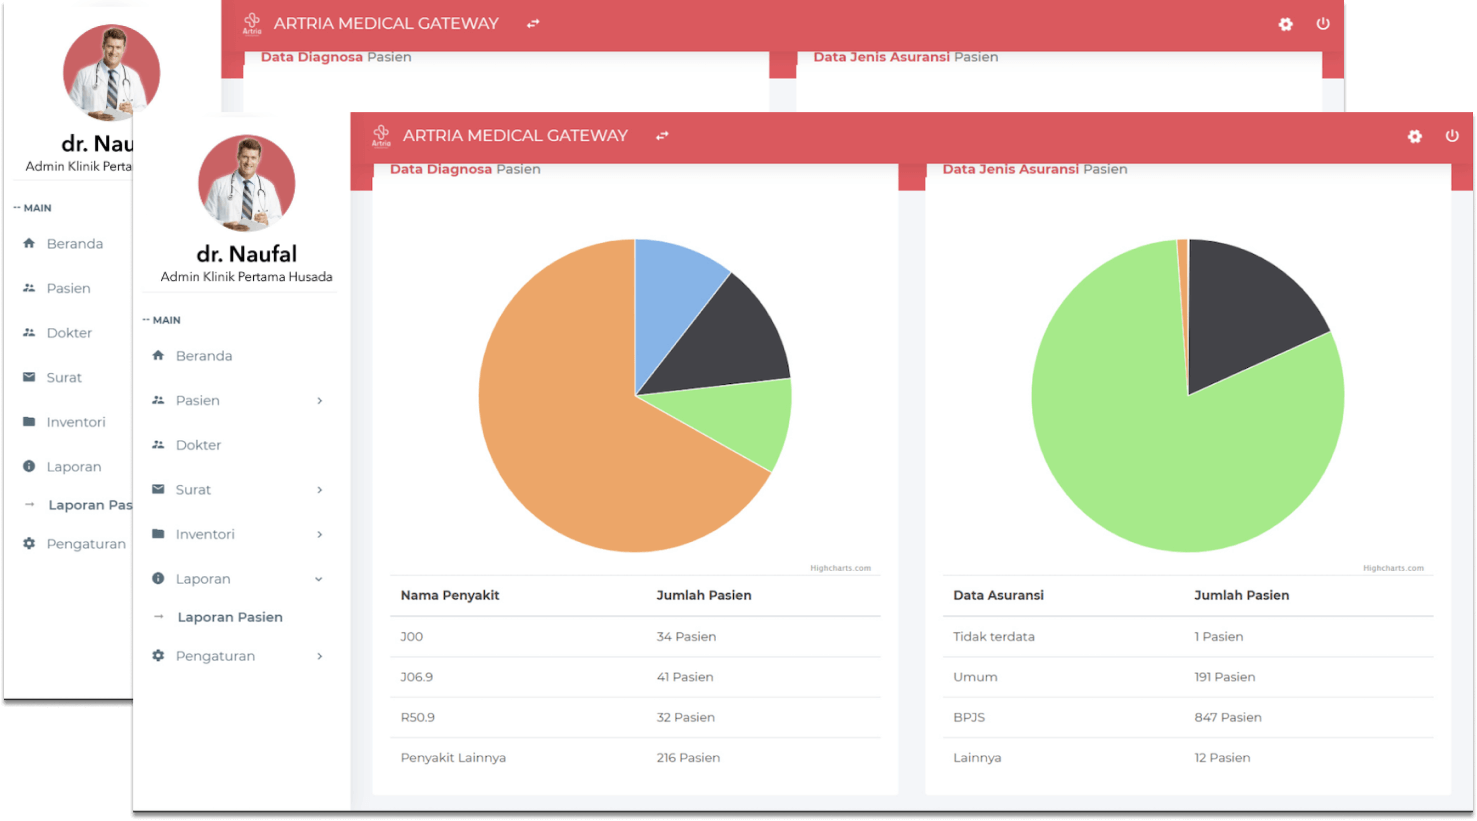 Artria
ARTRIA MEDICAL GATEWAY
Data Diagnosa Pasien
Data Jenis Asuransi Pasien
dr. Nau
Admin Klinik Perta
-- MAIN
Beranda
Pasien
Dokter
Surat
Inventori
Laporan
→ Laporan Pas
Pengaturan
Artria
ARTRIA MEDICAL GATEWAY
dr. Naufal
Admin Klinik Pertama Husada
-- MAIN
Beranda
Pasien
Dokter
Surat
Inventori
Laporan
→ Laporan Pasien
Pengaturan
Data Diagnosa Pasien
Highcharts.com
Nama Penyakit Jumlah Pasien
J00 34 Pasien
J06.9 41 Pasien
R50.9 32 Pasien
Penyakit Lainnya 216 Pasien
Data Jenis Asuransi Pasien
Highcharts.com
Data Asuransi Jumlah Pasien
Tidak terdata 1 Pasien
Umum 191 Pasien
BPJS 847 Pasien
Lainnya 12 Pasien